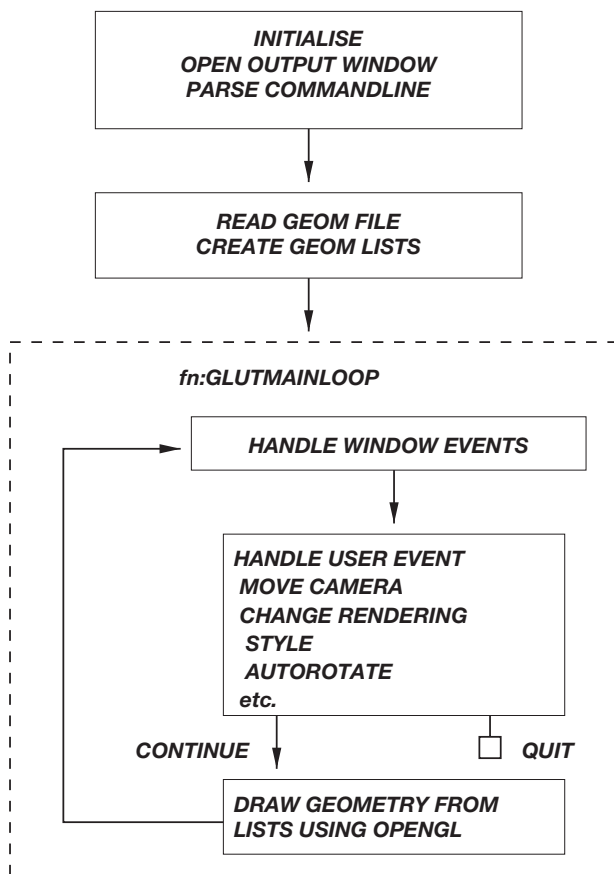 INITIALISE
OPEN OUTPUT WINDOW
PARSE COMMANDLINE
READ GEOM FILE
CREATE GEOM LISTS
fn:GLUTMAINLOOP
HANDLE WINDOW EVENTS
HANDLE USER EVENT
MOVE CAMERA
CHANGE RENDERING
STYLE
AUTOROTATE
etc.
CONTINUE
QUIT
DRAW GEOMETRY FROM
LISTS USING OPENGL